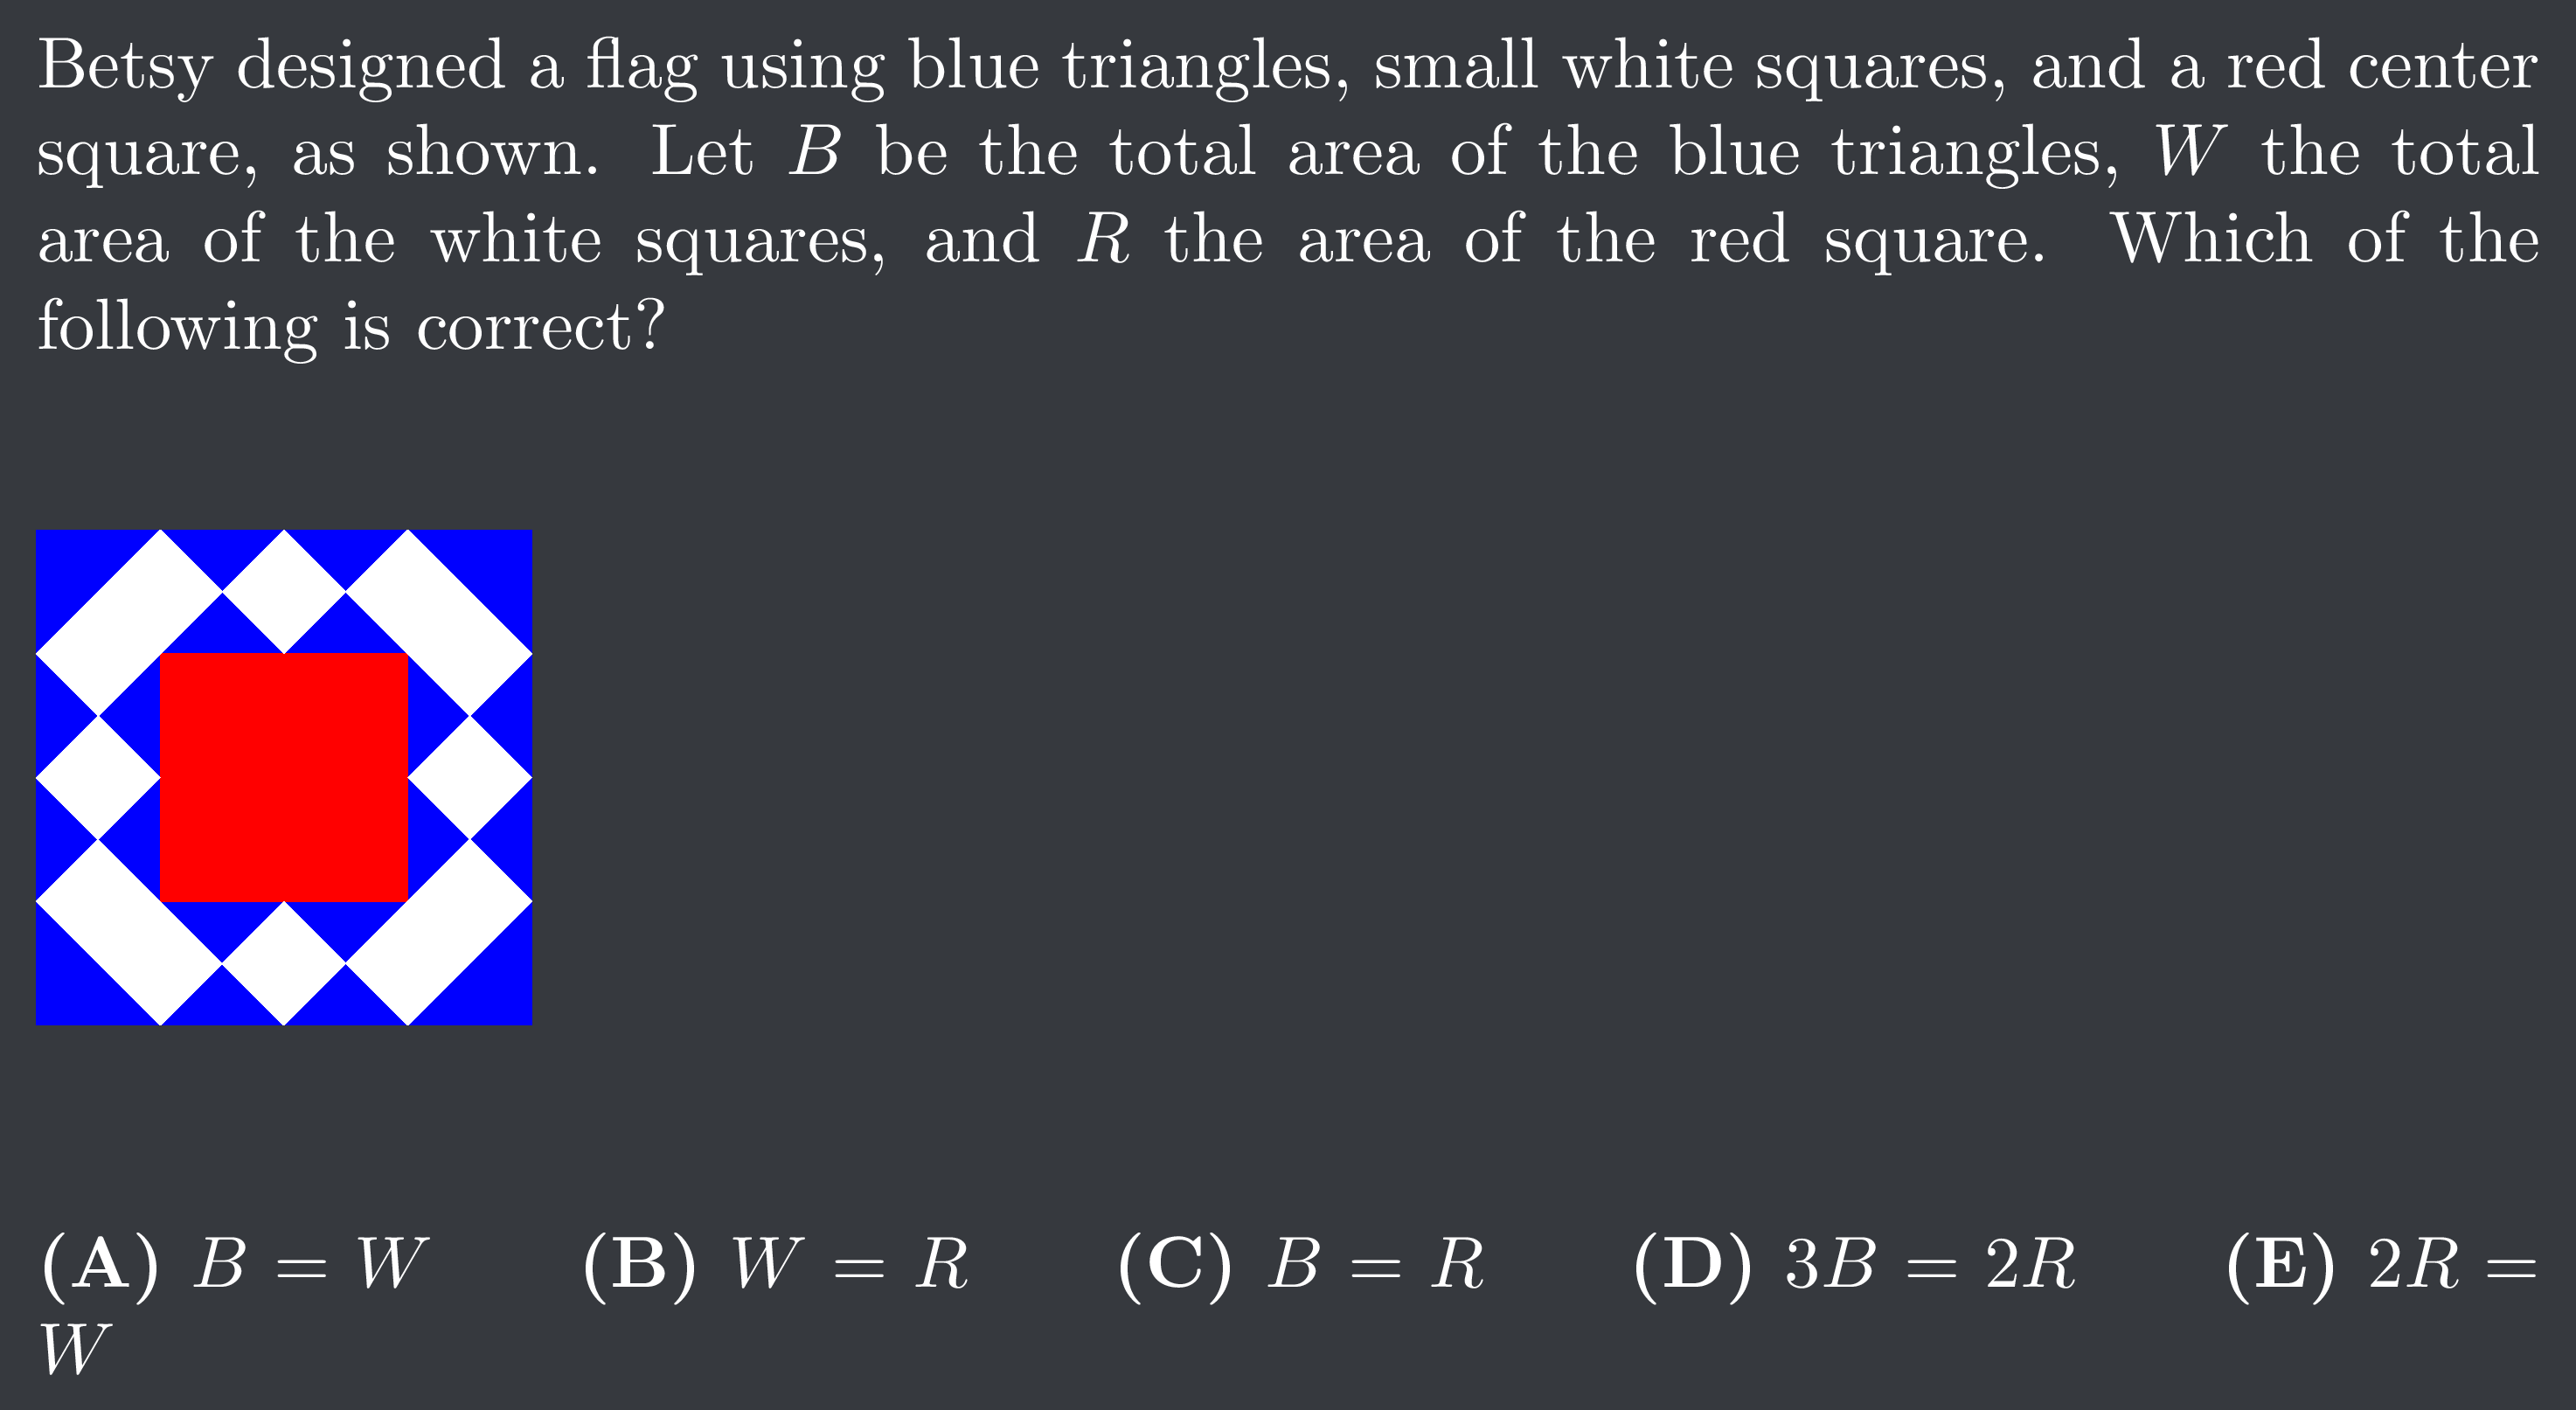 Betsy designed a flag using blue triangles, small white squares, and a red center
square, as shown. Let B be the total area of the blue triangles, W the total
area of the white squares, and R the area of the red square. Which of the
following is correct?
(A) B = W (B) W = R (C) B = R (D) 3B = 2R (E) 2R =
W